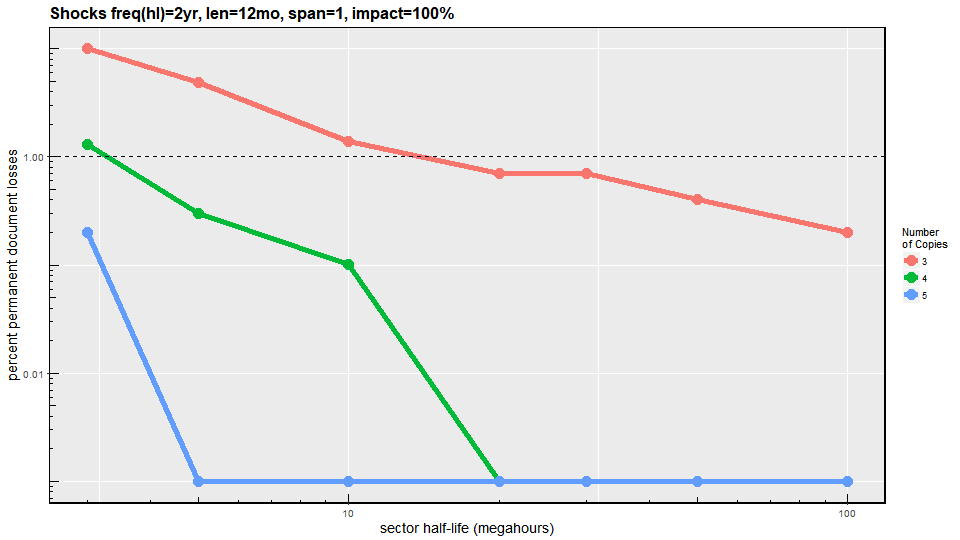 Shocks freq(hl)=2yr, len=12mo, span=1, impact=100%
percent permanent document losses
1.00
0.01
10
100
sector half-life (megahours)
Number
of Copies
3
4
5